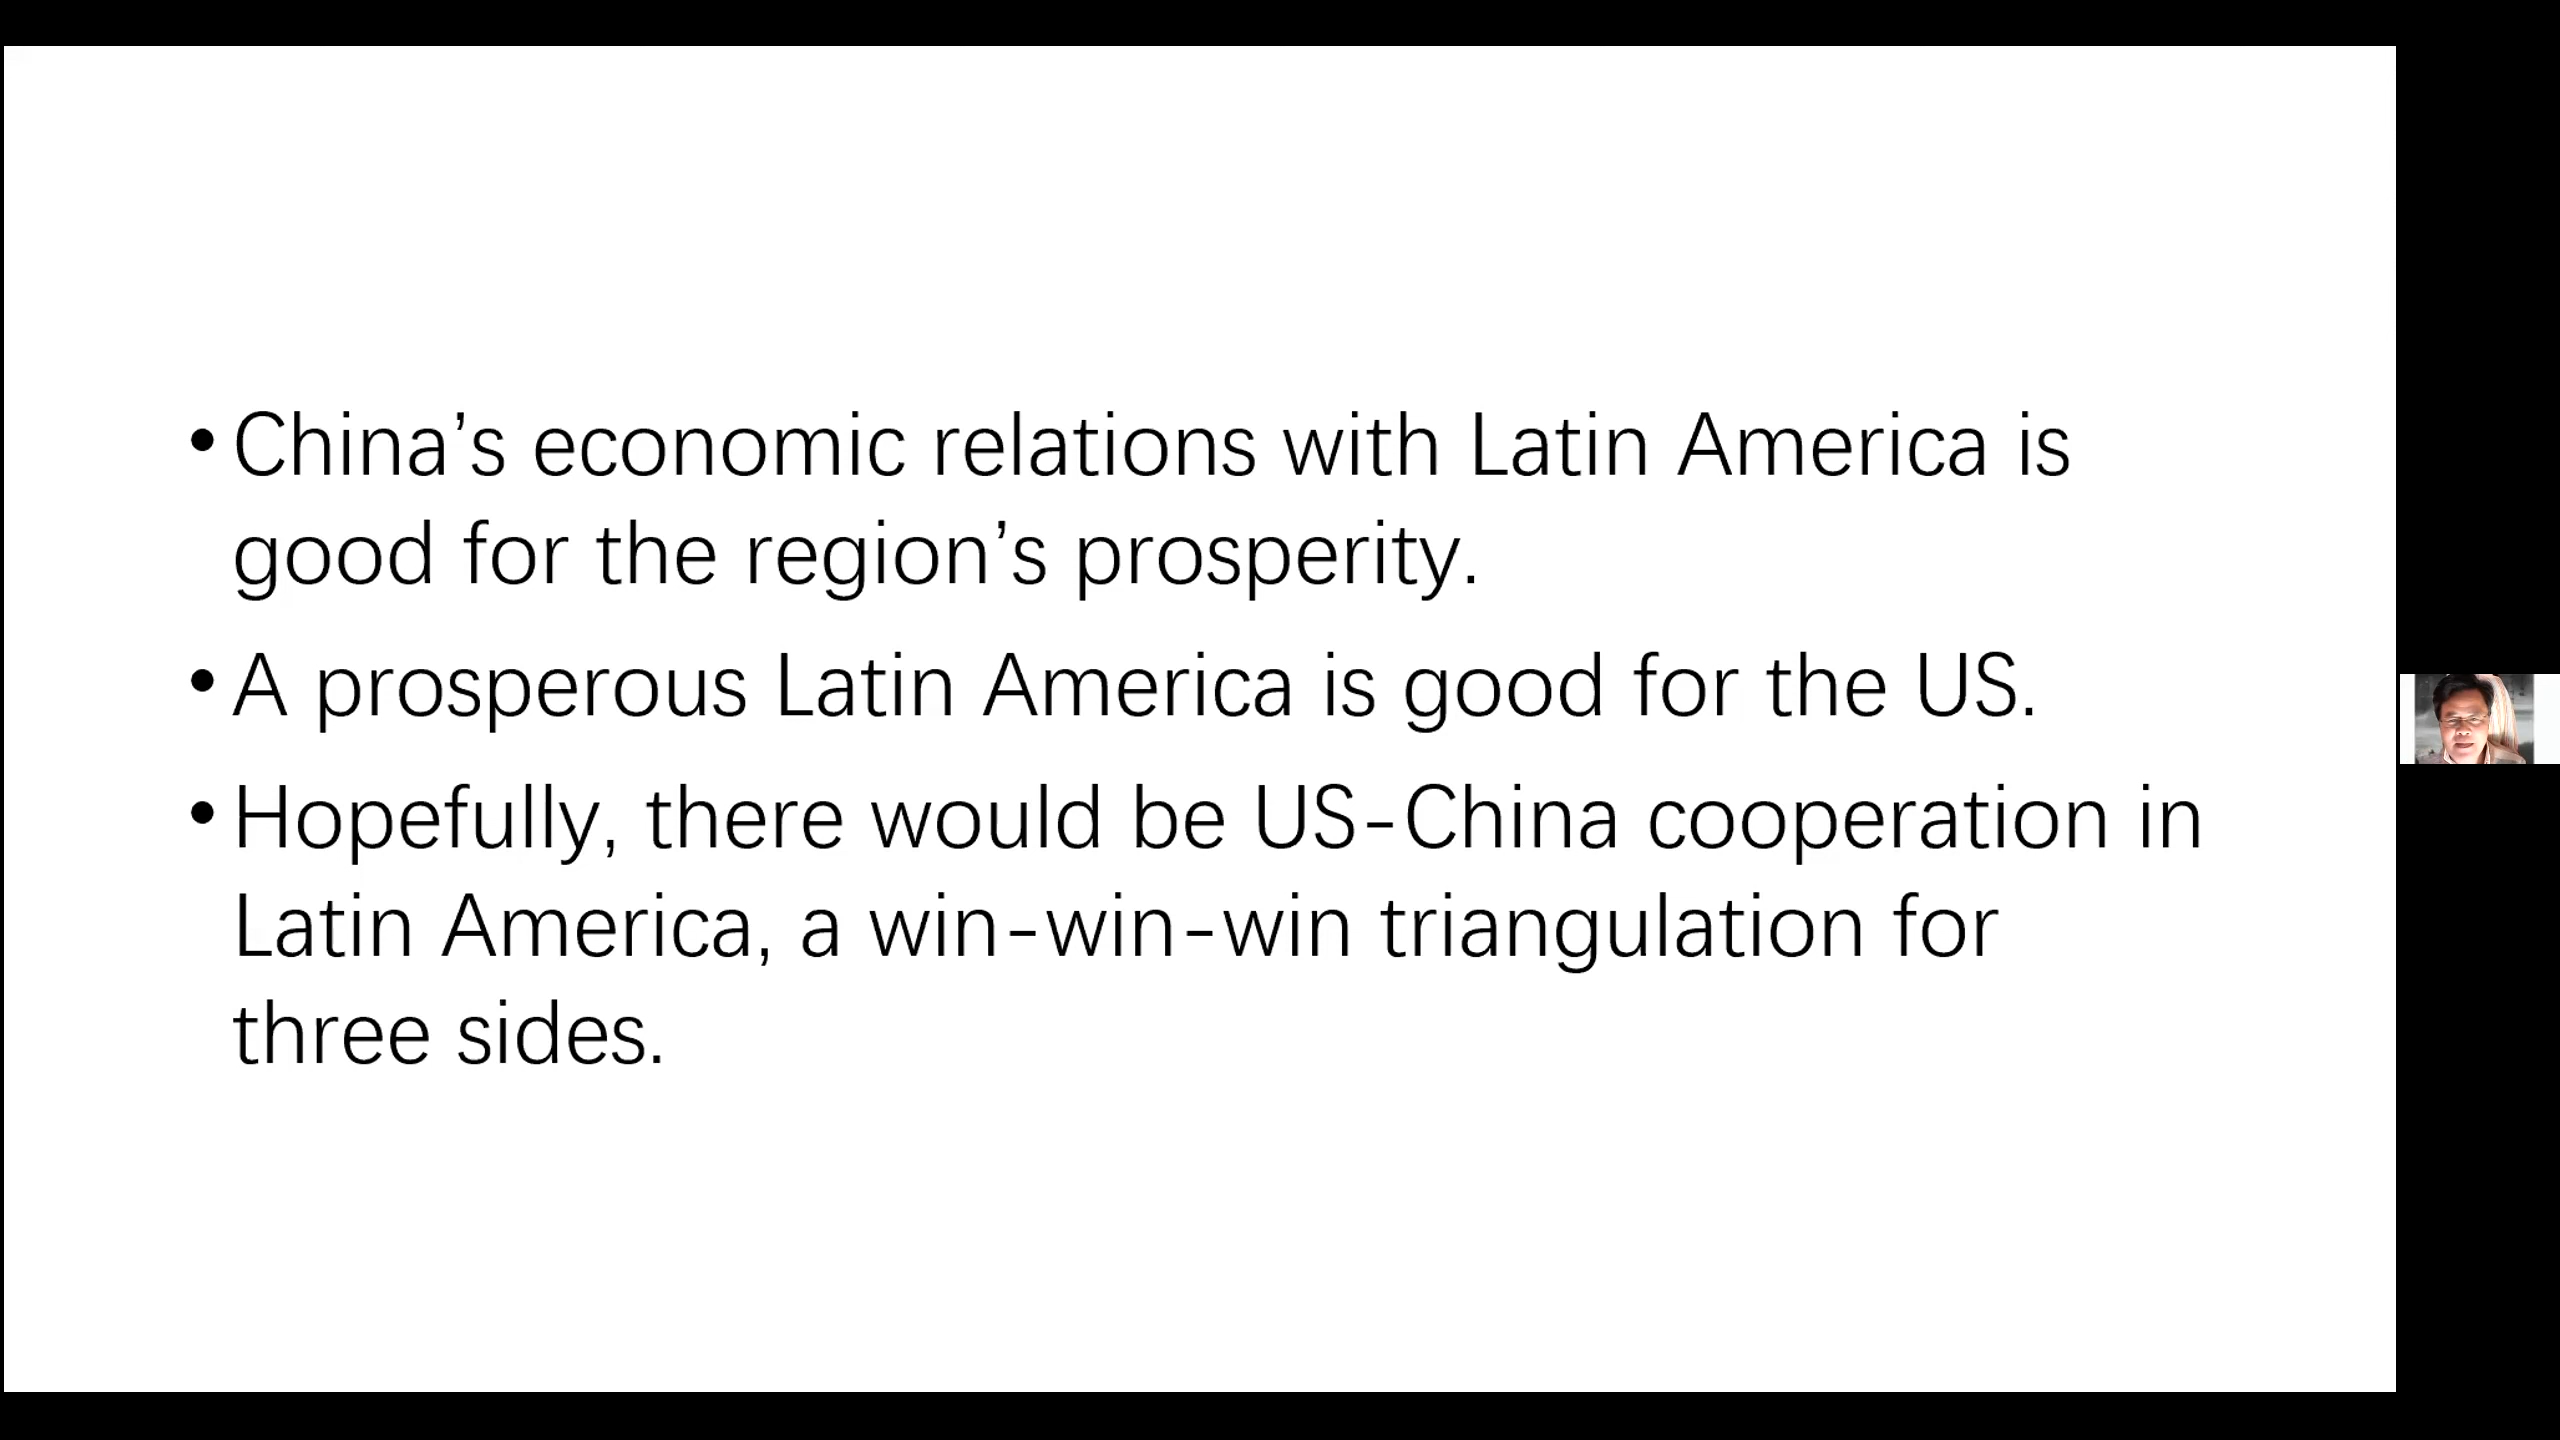 • China’s economic relations with Latin America is
good for the region’s prosperity.
• A prosperous Latin America is good for the US.
• Hopefully, there would be US-China cooperation in
Latin America, a win-win-win triangulation for
three sides.